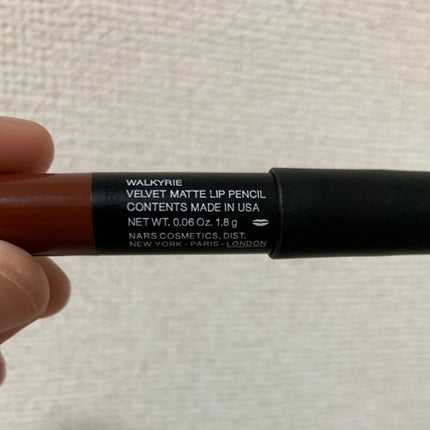 WALKYRIE
VELVET MATTE LIP PENCIL
CONTENTS MADE IN USA
NET WT. 0.06 Oz. 1.8 g
NARS COSMETICS, DIST.
NEW YORK - PARIS - LONDON